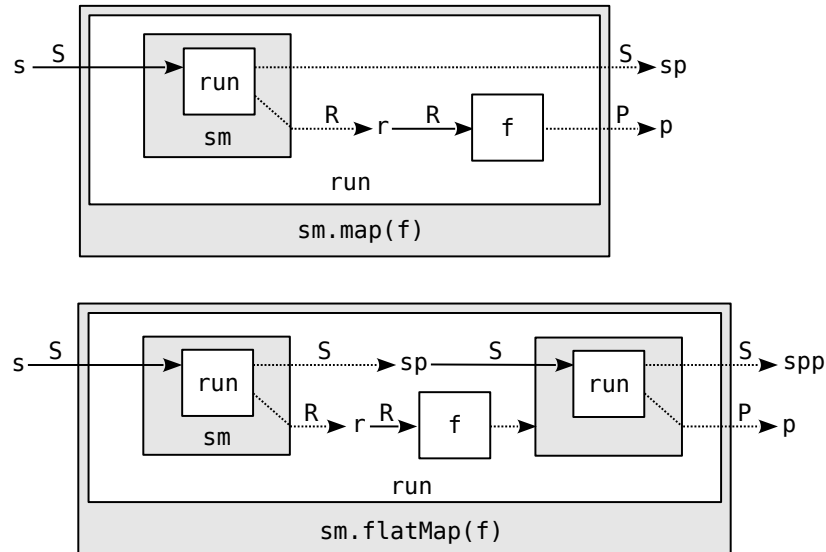 s S run S sp
R r R f P p
sm
run
sm.map(f)
s S run S sp S run S spp
R r R f P p
sm
run
sm.flatMap(f)